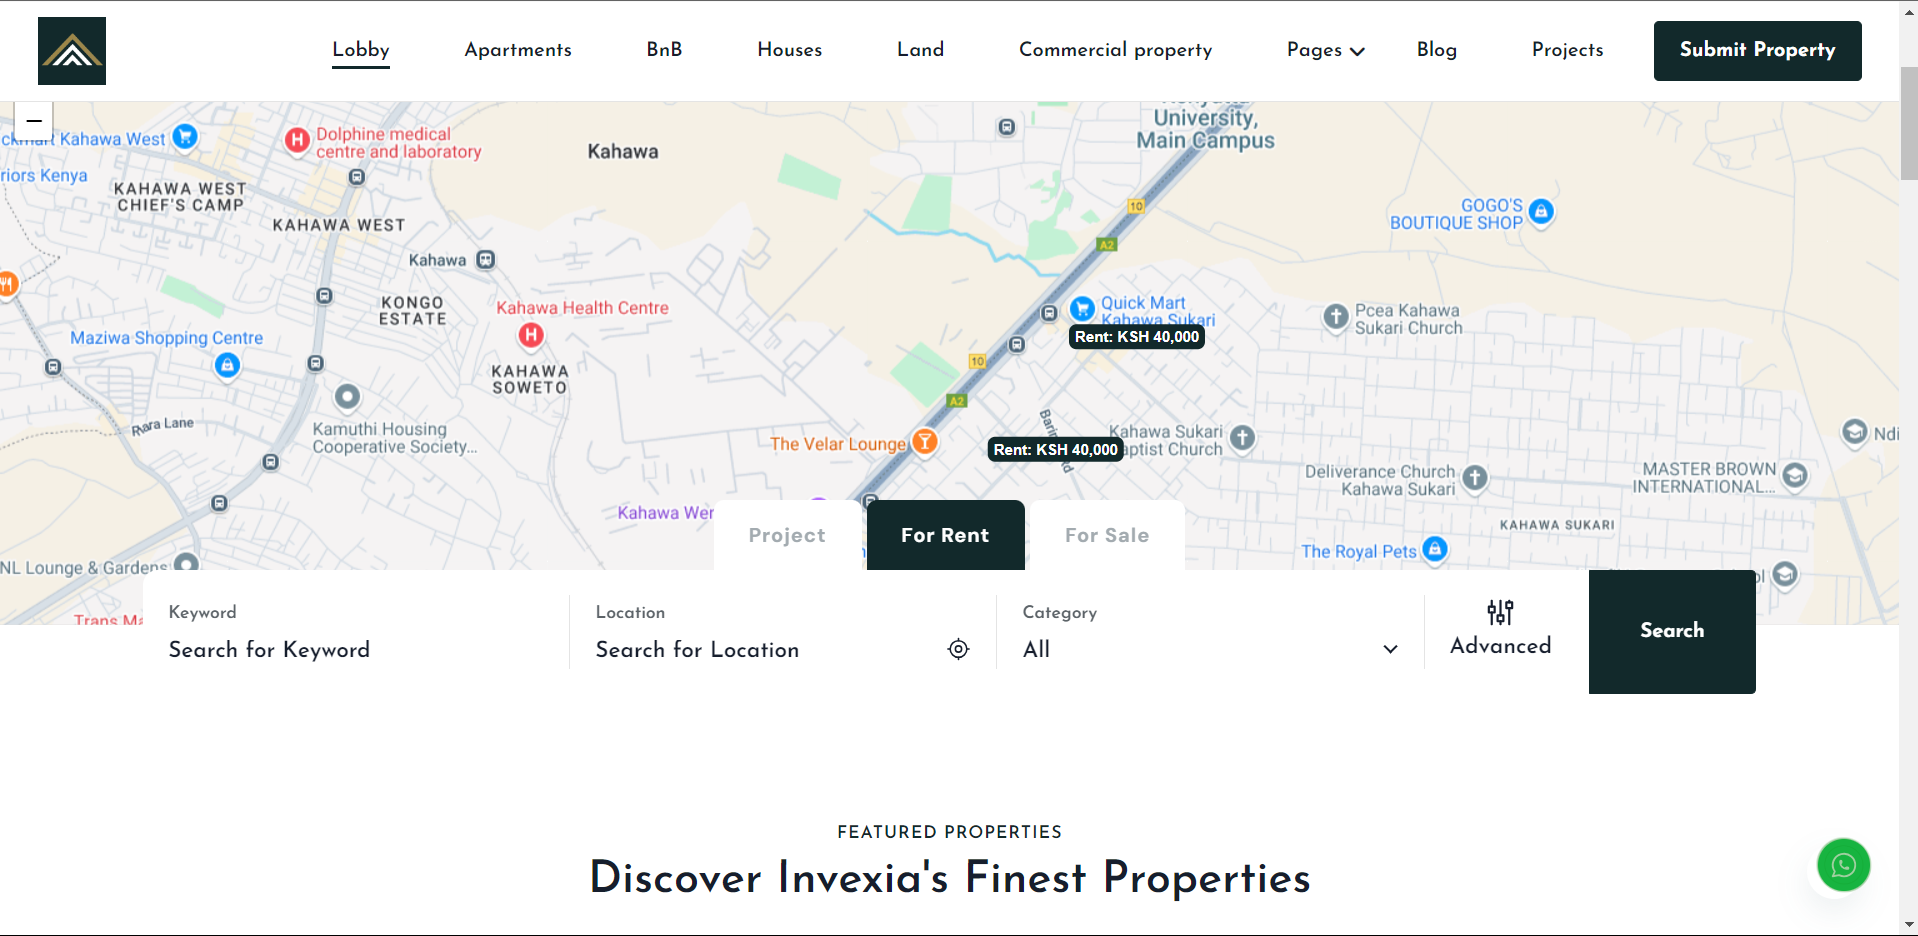 Lobby
Apartments
BnB
Houses
Land
Commercial property
Pages
Blog
Projects
Submit Property
Kahawa West
Dolphine medical
centre and laboratory
Kahawa
University,
Main Campus
Kenya
KAHAWA WEST
CHIEF'S CAMP
KAHAWA WEST
10
GOGO'S
BOUTIQUE SHOP
A2
Kahawa
KONGO
ESTATE
Kahawa Health Centre
Quick Mart
Kahawa Sukari
Rent: KSH 40,000
Pcea Kahawa
Sukari Church
Maziwa Shopping Centre
10
KAHAWA
SOWETO
A2
Rara Lane
Kamuthi Housing
Cooperative Society...
The Velar Lounge
Rent: KSH 40,000
Kahawa Sukari
Church
Deliverance Church
Kahawa Sukari
MASTER BROWN
INTERNATIONAL...
KAHAWA SUKARI
Kahawa
The Royal Pets
NL Lounge & Gardens
Trans
Project
For Rent
For Sale
Keyword
Search for Keyword
Location
Search for Location
Category
All
Advanced
Search
FEATURED PROPERTIES
Discover Invexia's Finest Properties